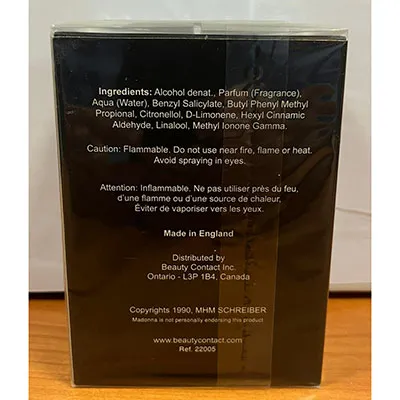 Ingredients: Alcohol denat., Parfum (Fragrance),
Aqua (Water), Benzyl Salicylate, Butyl Phenyl Methyl
Propional, Citronellol, D-Limonene, Hexyl Cinnamic
Aldehyde, Linalool, Methyl Ionone Gamma.
Caution: Flammable. Do not use near fire, flame or heat.
Avoid spraying in eyes.
Attention: Inflammable. Ne pas utiliser près du feu,
d'une flamme ou d'une source de chaleur,
Éviter de vaporiser vers les yeux.
Made in England
Distributed by
Beauty Contact Inc.
Ontario - L3P 1B4, Canada
Copyrights 1990, MHM SCHREIBER
Madonna is not personally endorsing this product
www.beautycontact.com
Ref. 22005